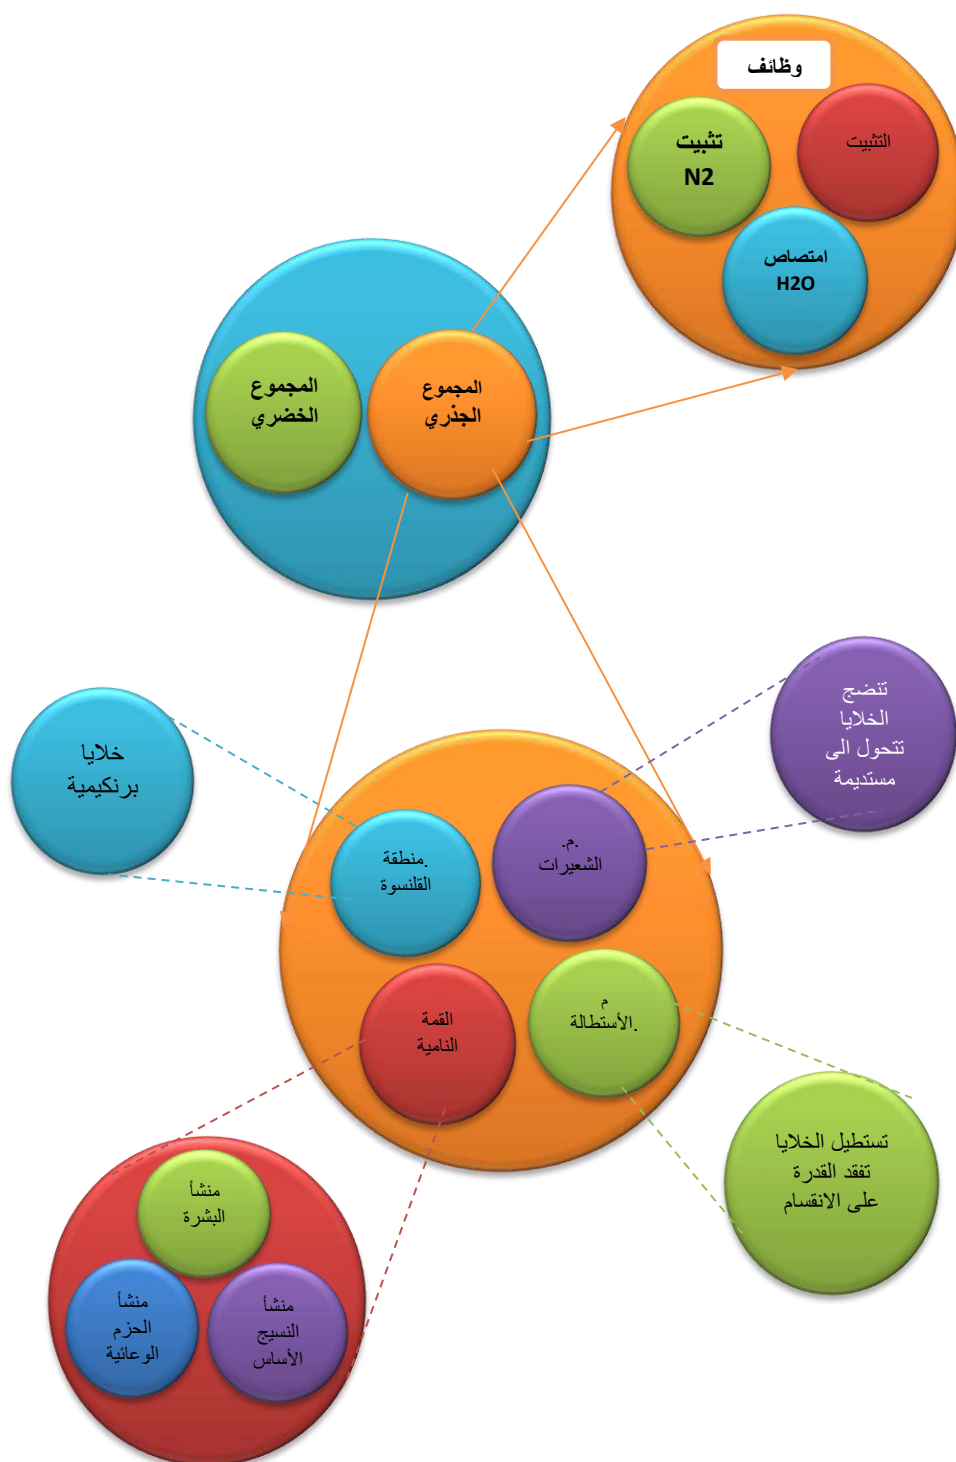 وظائف
التثبيت
تثبيت
N2
امتصاص
H2O
المجموع
الجذري
المجموع
الخضري
تنضج
الخلايا
تتحول الى
مستديمة
خلايا
برنكيمية
م.
الشعيرات
.منطقة
القلنسوة
م
.الأستطالة
القمة
النامية
تستطيل الخلايا
تفقد القدرة
على الانقسام
منشأ
البشرة
منشأ
النسيج
الأساس
منشأ
الحزم
الوعائية